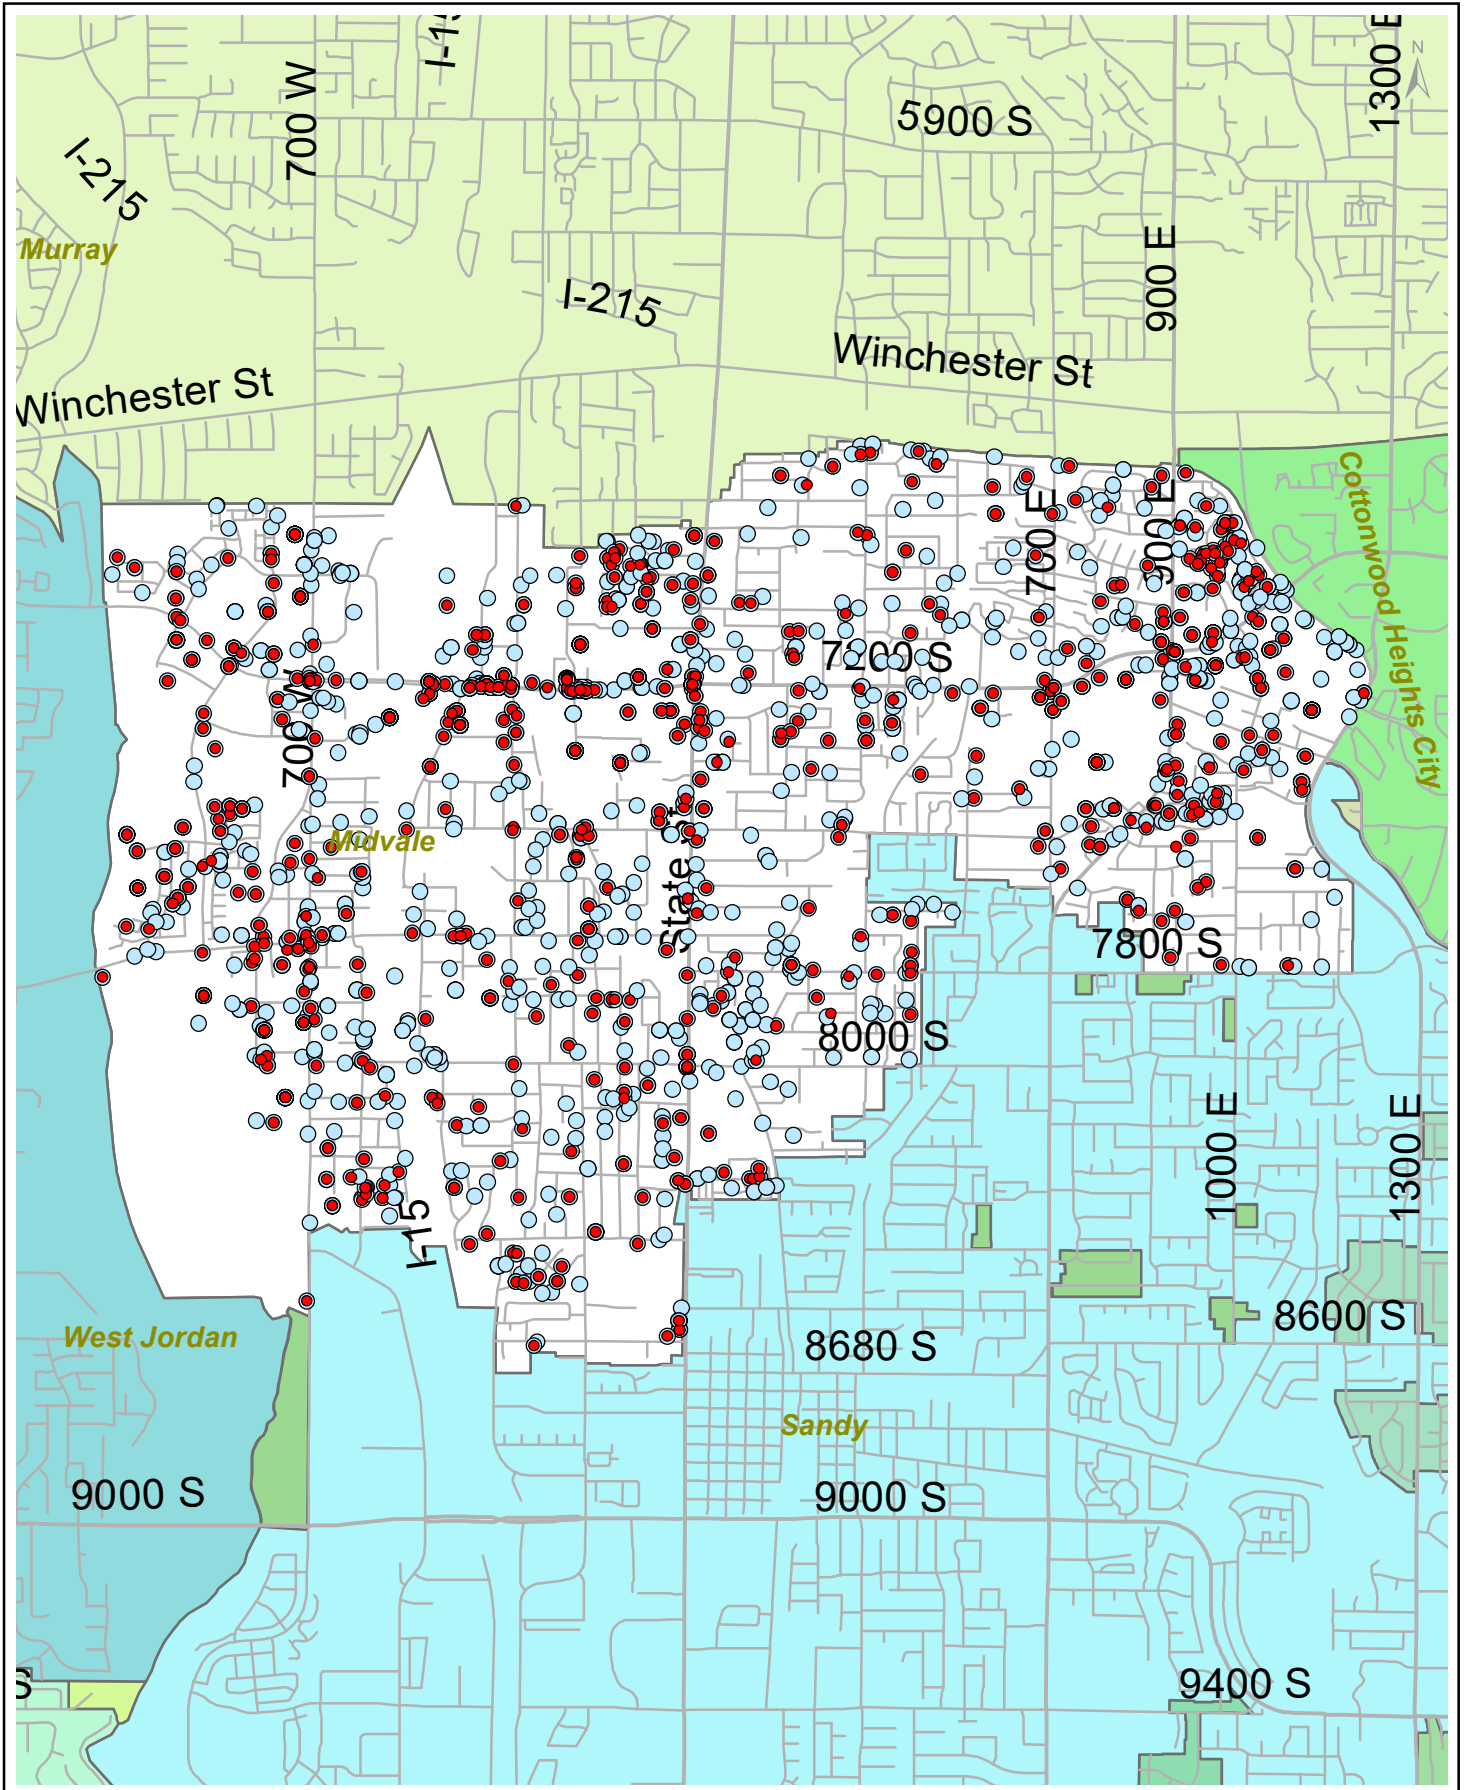 I-15
1300 E
N
700 W
5900 S
I-215
Murray
900 E
I-215
Winchester St
Winchester St
Cottonwood Heights City
700 E
900 E
7200 S
700 W
Midvale
State St
7800 S
8000 S
1000 E
1300 E
I-15
8600 S
West Jordan
8680 S
Sandy
9000 S
9000 S
S
9400 S